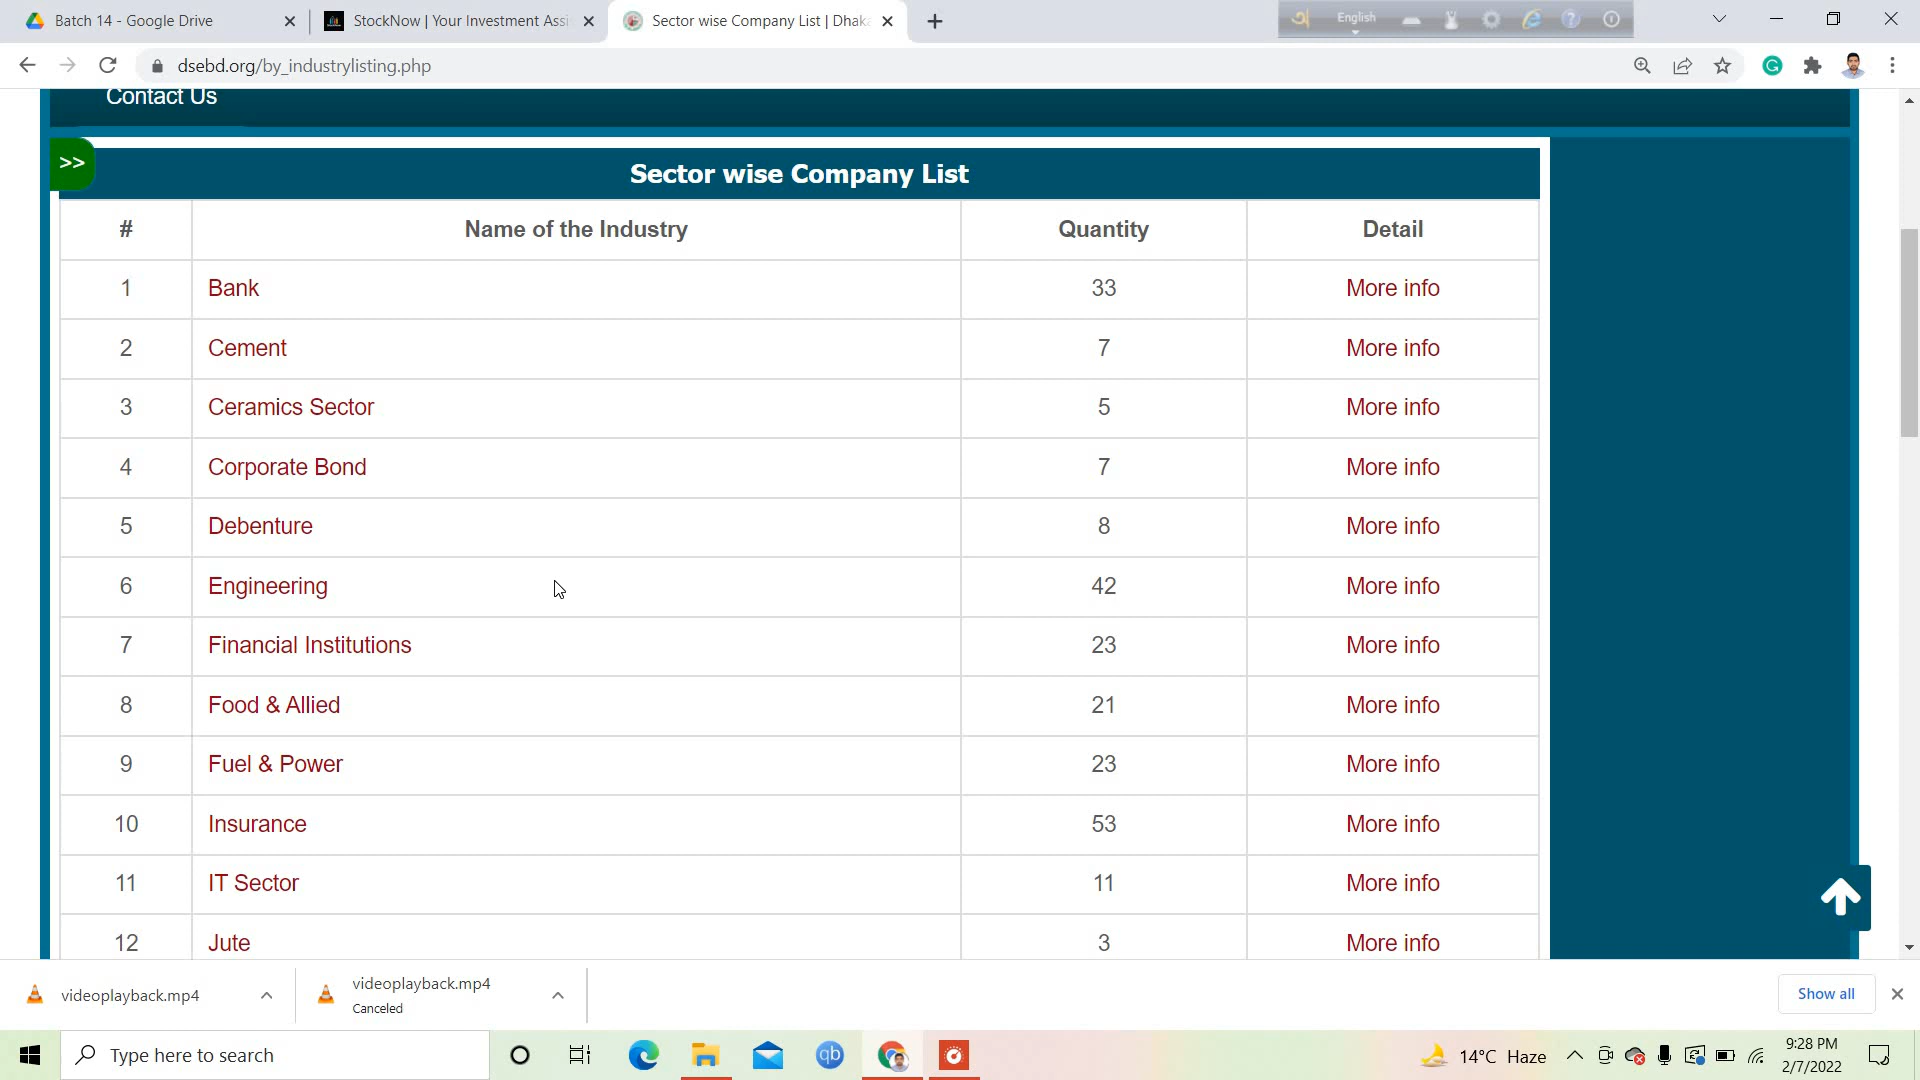 Batch 14 - Google Drive
StockNow | Your Investment Assi
Sector wise Company List | Dhaka
English
dsebd.org/by_industrylisting.php
Contact Us
>>
Sector wise Company List
# Name of the Industry Quantity Detail
1 Bank 33 More info
2 Cement 7 More info
3 Ceramics Sector 5 More info
4 Corporate Bond 7 More info
5 Debenture 8 More info
6 Engineering 42 More info
7 Financial Institutions 23 More info
8 Food & Allied 21 More info
9 Fuel & Power 23 More info
10 Insurance 53 More info
11 IT Sector 11 More info
12 Jute 3 More info
videoplayback.mp4
videoplayback.mp4
Canceled
Show all
Type here to search
qb
14°C Haze
9:28 PM
2/7/2022